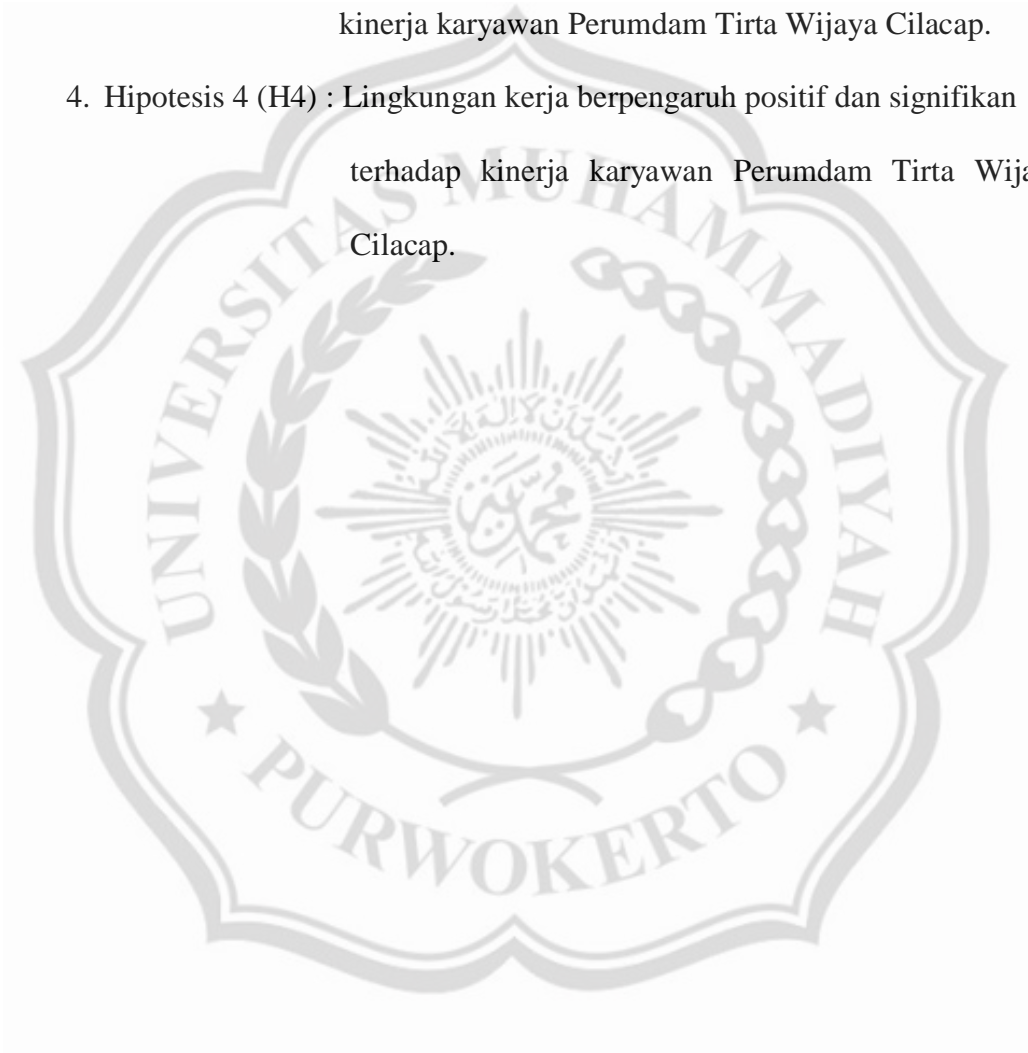 kinerja karyawan Perumdam Tirta Wijaya Cilacap.
4. Hipotesis 4 (H4) : Lingkungan kerja berpengaruh positif dan signifikan
terhadap kinerja karyawan Perumdam Tirta Wija
Cilacap.
UNIVERSITAS MUHAMMADIYAH
PURWOKERTO
محمد